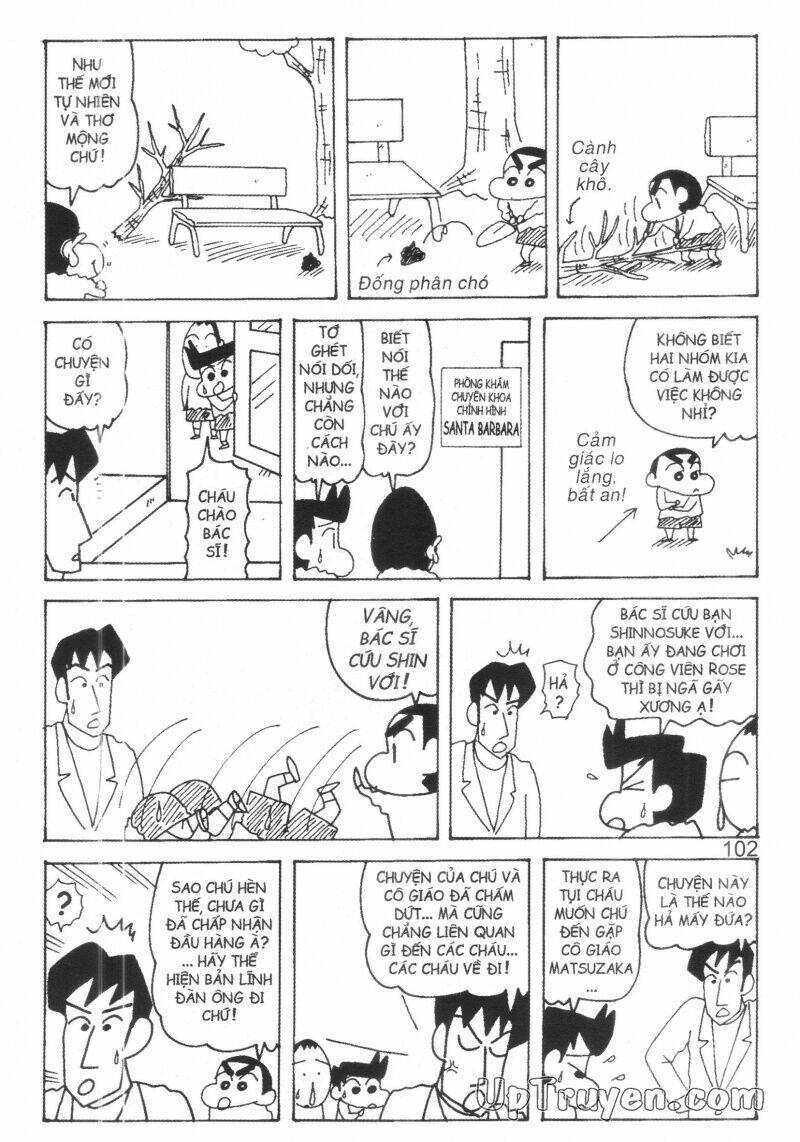 Cành
cây
khô.
Đống phân chó
NHƯ
THẾ MỚI
TỰ NHIÊN
VÀ THƠ
MỘNG
CHỨ!
KHÔNG BIẾT
HAI NHÓM KIA
CÓ LÀM ĐƯỢC
VIỆC KHÔNG
NHỈ?
Cảm
giác lo
lắng,
bất an!
PHÒNG KHÁM
CHUYÊN KHOA
CHỈNH HÌNH
SANTA BARBARA
BIẾT
NÓI
THẾ
NÀO
VỚI
CHÚ ẤY
ĐÂY?
TỚ
GHÉT
NÓI DỐI,
NHƯNG
CHẲNG
CÒN
CÁCH
NÀO...
CHÁU
CHÀO
BÁC
SĨ!
CÓ
CHUYỆN
GÌ
ĐẤY?
BÁC SĨ CỨU BẠN
SHINNOSUKE VỚI...
BẠN ẤY ĐANG CHƠI
Ở CÔNG VIÊN ROSE
THÌ BỊ NGÃ GÃY
XƯƠNG Ạ!
HẢ
?
VÂNG,
BÁC SĨ
CỨU SHIN
VỚI!
102
CHUYỆN NÀY
LÀ THẾ NÀO
HẢ MẤY ĐỨA?
THỰC RA
TỤI CHÁU
MUỐN CHÚ
ĐẾN GẶP
CÔ GIÁO
MATSUZAKA
...
CHUYỆN CỦA CHÚ VÀ
CÔ GIÁO ĐÃ CHẤM
DỨT... MÀ CŨNG
CHẲNG LIÊN QUAN
GÌ ĐẾN CÁC CHÁU...
CÁC CHÁU VỀ ĐI!
SAO CHÚ HÈN
THẾ, CHƯA GÌ
ĐÃ CHẤP NHẬN
ĐẦU HÀNG À?
... HÃY THỂ
HIỆN BẢN LĨNH
ĐÀN ÔNG ĐI
CHỨ!
?
UpTruyen.com